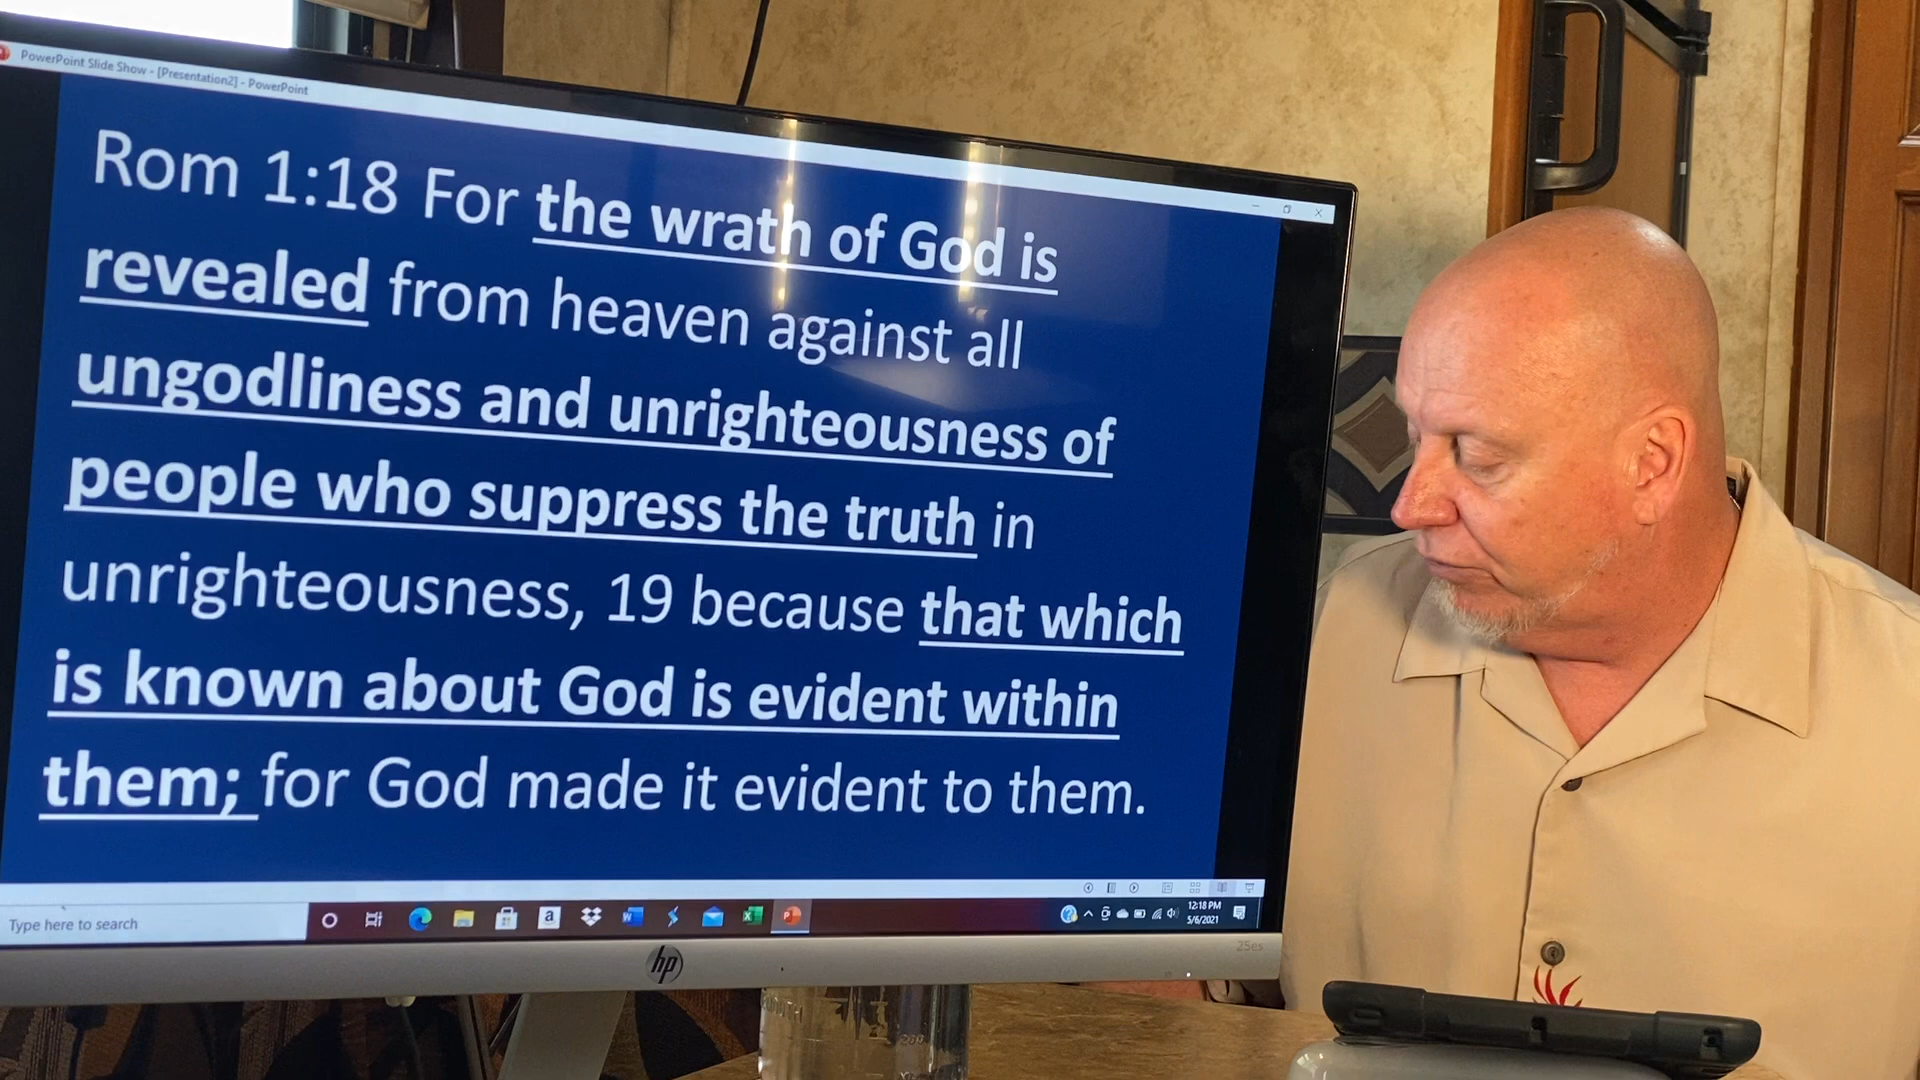 PowerPoint Slide Show - [Presentation2] - PowerPoint
Rom 1:18 For the wrath of God is
revealed from heaven against all
ungodliness and unrighteousness of
people who suppress the truth in
unrighteousness, 19 because that which
is known about God is evident within
them; for God made it evident to them.
Type here to search
a
W
X
P
12:18 PM
5/6/2021
hp
25es